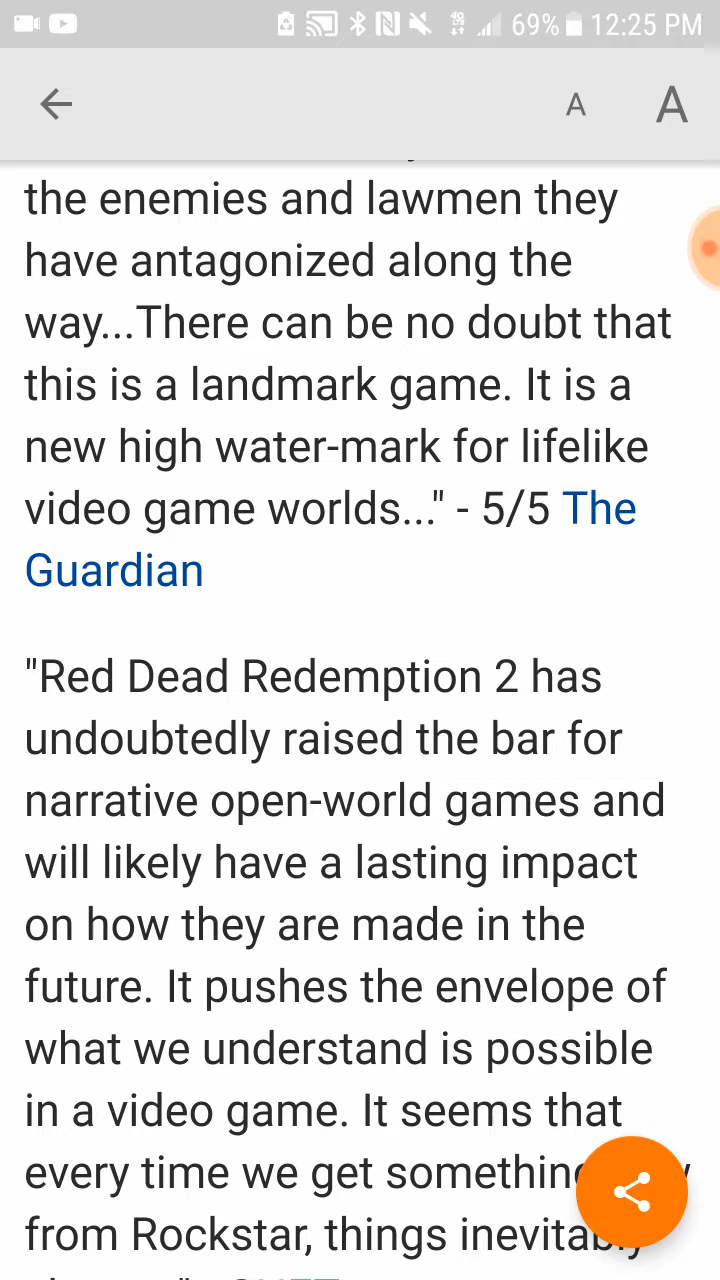 69% 12:25 PM
A A
the enemies and lawmen they
have antagonized along the
way...There can be no doubt that
this is a landmark game. It is a
new high water-mark for lifelike
video game worlds..." - 5/5 The
Guardian
"Red Dead Redemption 2 has
undoubtedly raised the bar for
narrative open-world games and
will likely have a lasting impact
on how they are made in the
future. It pushes the envelope of
what we understand is possible
in a video game. It seems that
every time we get something
from Rockstar, things inevitably